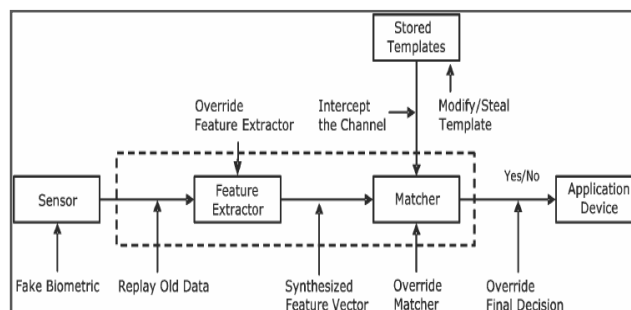 Stored
Templates
Override
Feature Extractor
Intercept
the Channel
Modify/Steal
Template
Yes/No
Sensor
Feature
Extractor
Matcher
Application
Device
Fake Biometric
Replay Old Data
Synthesized
Feature Vector
Override
Matcher
Override
Final Decision